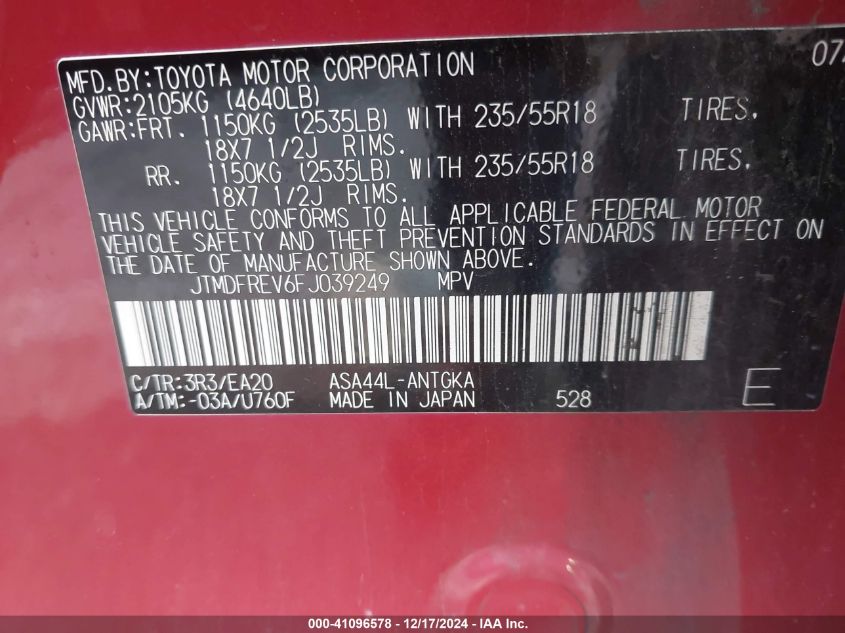 MFD.BY:TOYOTA MOTOR CORPORATION 07
GVWR:2105KG (4640LB)
GAWR:FRT. 1150KG (2535LB) WITH 235/55R18 TIRES,
18X7 1/2J RIMS.
RR. 1150KG (2535LB) WITH 235/55R18 TIRES,
18X7 1/2J RIMS.
THIS VEHICLE CONFORMS TO ALL APPLICABLE FEDERAL MOTOR
VEHICLE SAFETY AND THEFT PREVENTION STANDARDS IN EFFECT ON
THE DATE OF MANUFACTURE SHOWN ABOVE.
JTMDFREV6FJ039249 MPV
C/TR:3R3/EA20 ASA44L-ANTGKA E
A/TM:-03A/U760F MADE IN JAPAN 528
000-41096578 - 12/17/2024 - IAA Inc.